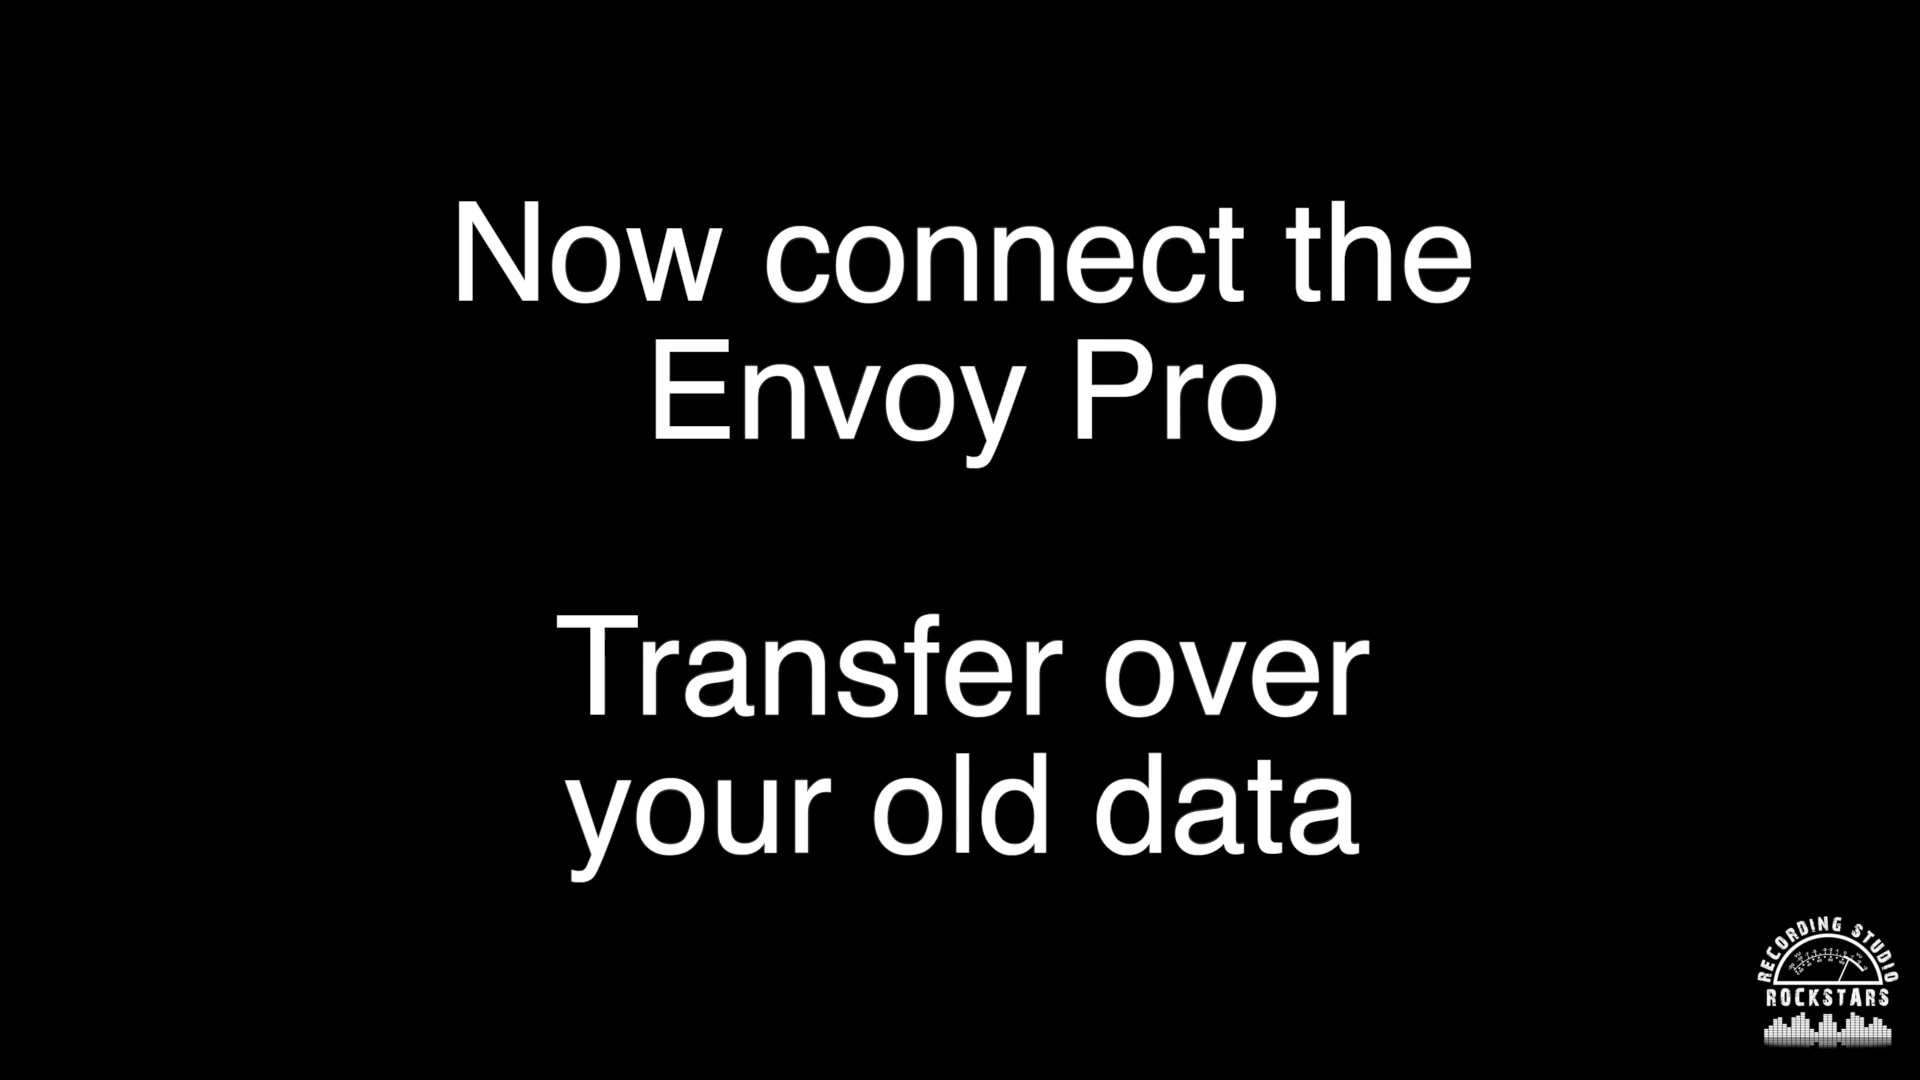 Now connect the
Envoy Pro
Transfer over
your old data
RECORDING STUDIO
ROCKSTARS